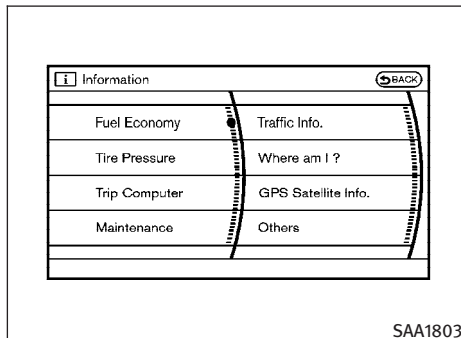 i Information
BACK
Fuel Economy
Traffic Info.
Tire Pressure
Where am I ?
Trip Computer
GPS Satellite Info.
Maintenance
Others
SAA1803